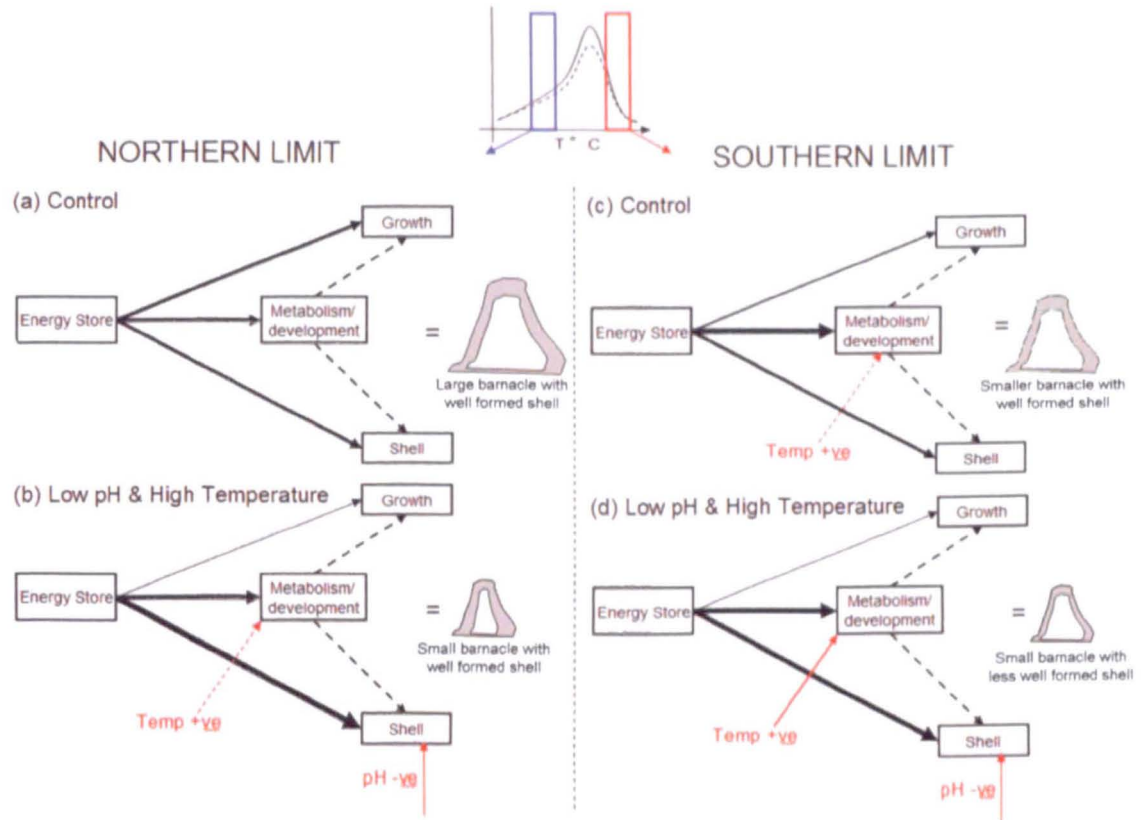 T° C
NORTHERN LIMIT
SOUTHERN LIMIT
(a) Control
Growth
Energy Store
Metabolism/
development
=
Large barnacle with
well formed shell
Shell
(b) Low pH & High Temperature
Growth
Energy Store
Metabolism/
development
=
Small barnacle with
well formed shell
Temp +ve
Shell
pH -ve
(c) Control
Growth
Energy Store
Metabolism/
development
=
Smaller barnacle with
well formed shell
Temp +ve
Shell
(d) Low pH & High Temperature
Growth
Energy Store
Metabolism/
development
=
Small barnacle with
less well formed shell
Temp +ve
Shell
pH -ve